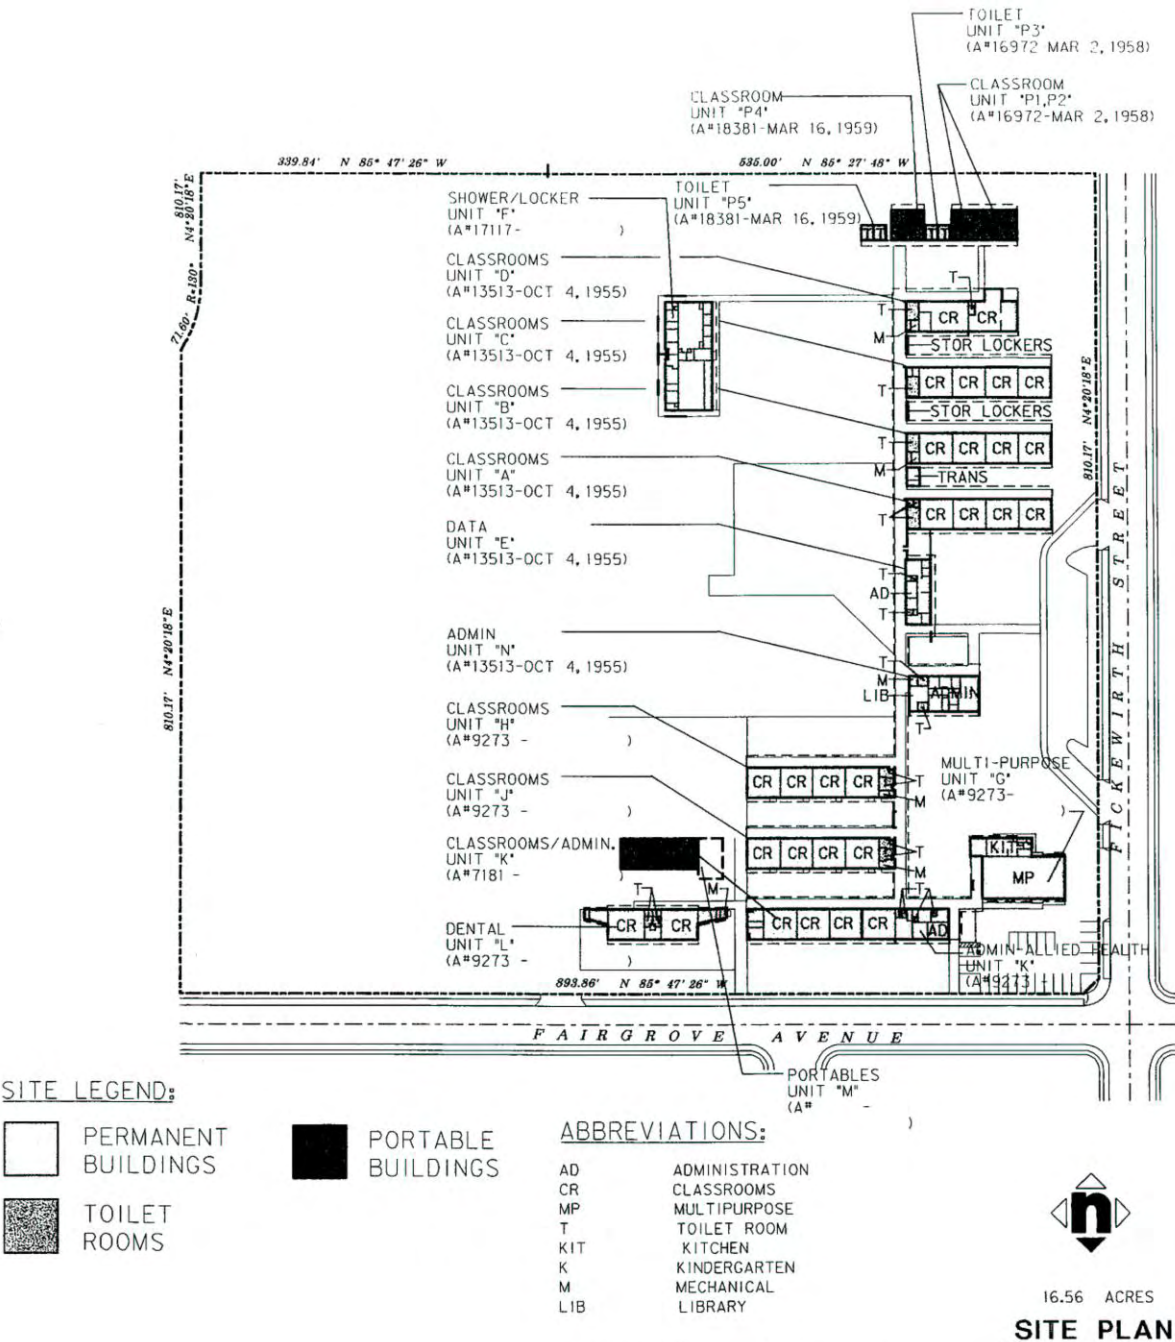 TOILET
UNIT "P3"
(A#16972 MAR 2, 1958)
CLASSROOM
UNIT "P4"
(A#18381-MAR 16, 1959)
CLASSROOM
UNIT "P1,P2"
(A#16972-MAR 2, 1958)
339.84' N 85° 47' 26" W
535.00' N 85° 27' 48" W
810.17'
N4°20'18"E
R=130'
71.60'
SHOWER/LOCKER
UNIT "F"
(A#17117- )
TOILET
UNIT "P5"
(A#18381-MAR 16, 1959)
CLASSROOMS
UNIT "D"
(A#13513-OCT 4, 1955)
CLASSROOMS
UNIT "C"
(A#13513-OCT 4, 1955)
CLASSROOMS
UNIT "B"
(A#13513-OCT 4, 1955)
CLASSROOMS
UNIT "A"
(A#13513-OCT 4, 1955)
DATA
UNIT "E"
(A#13513-OCT 4, 1955)
ADMIN
UNIT "N"
(A#13513-OCT 4, 1955)
CLASSROOMS
UNIT "H"
(A#9273 - )
CLASSROOMS
UNIT "J"
(A#9273 - )
CLASSROOMS/ADMIN.
UNIT "K"
(A#7181 - )
DENTAL
UNIT "L"
(A#9273 - )
T
T CR CR
M
STOR LOCKERS
T CR CR CR CR
STOR LOCKERS
T CR CR CR CR
M
TRANS
T CR CR CR CR
T
AD
T
T
M
LIB ADMIN
T
810.17' N4°20'18"E
810.17' N4°20'18"E
FICKEWIRTH STREET
MULTI-PURPOSE
UNIT "G"
(A#9273- )
CR CR CR CR T
M
CR CR CR CR T
M
KIT
MP
T M
CR CR
T
CR CR CR CR AD
ADMIN-ALLIED HEALTH
UNIT "K"
(A#9273 -
893.86' N 85° 47' 26" W
FAIRGROVE AVENUE
PORTABLES
UNIT "M"
(A# - )
SITE LEGEND:
PERMANENT
BUILDINGS
PORTABLE
BUILDINGS
TOILET
ROOMS
ABBREVIATIONS:
AD ADMINISTRATION
CR CLASSROOMS
MP MULTIPURPOSE
T TOILET ROOM
KIT KITCHEN
K KINDERGARTEN
M MECHANICAL
LIB LIBRARY
n
16.56 ACRES
SITE PLAN